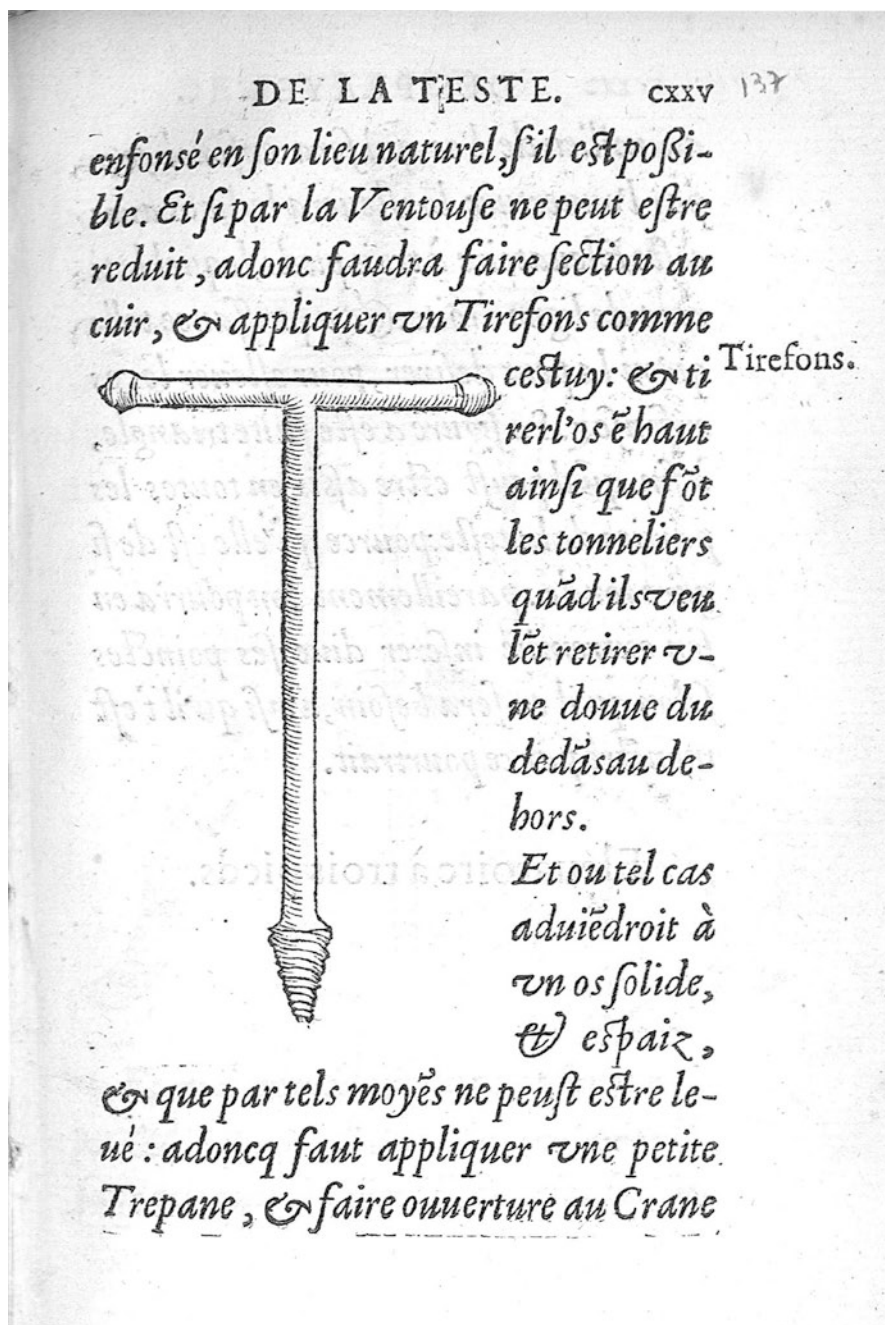 DE LA TESTE. CXXV 137
enfonsé en ſon lieu naturel, ſ'il eſt poßi-
ble. Et ſi par la Ventouſe ne peut eſtre
reduit, adonc faudra faire ſection au
cuir, & appliquer vn Tirefons comme
ceſtuy: & ti
Tirefons.
rer l'os ē haut
ainſi que fōt
les tonneliers
quād ils veu
lēt retirer v-
ne douue du
dedās au de-
hors.
Et ou tel cas
aduiēdroit à
vn os ſolide,
& eſpaiz,
& que par tels moyēs ne peuſt eſtre le-
ué: adoncq faut appliquer vne petite
Trepane, & faire ouuerture au Crane